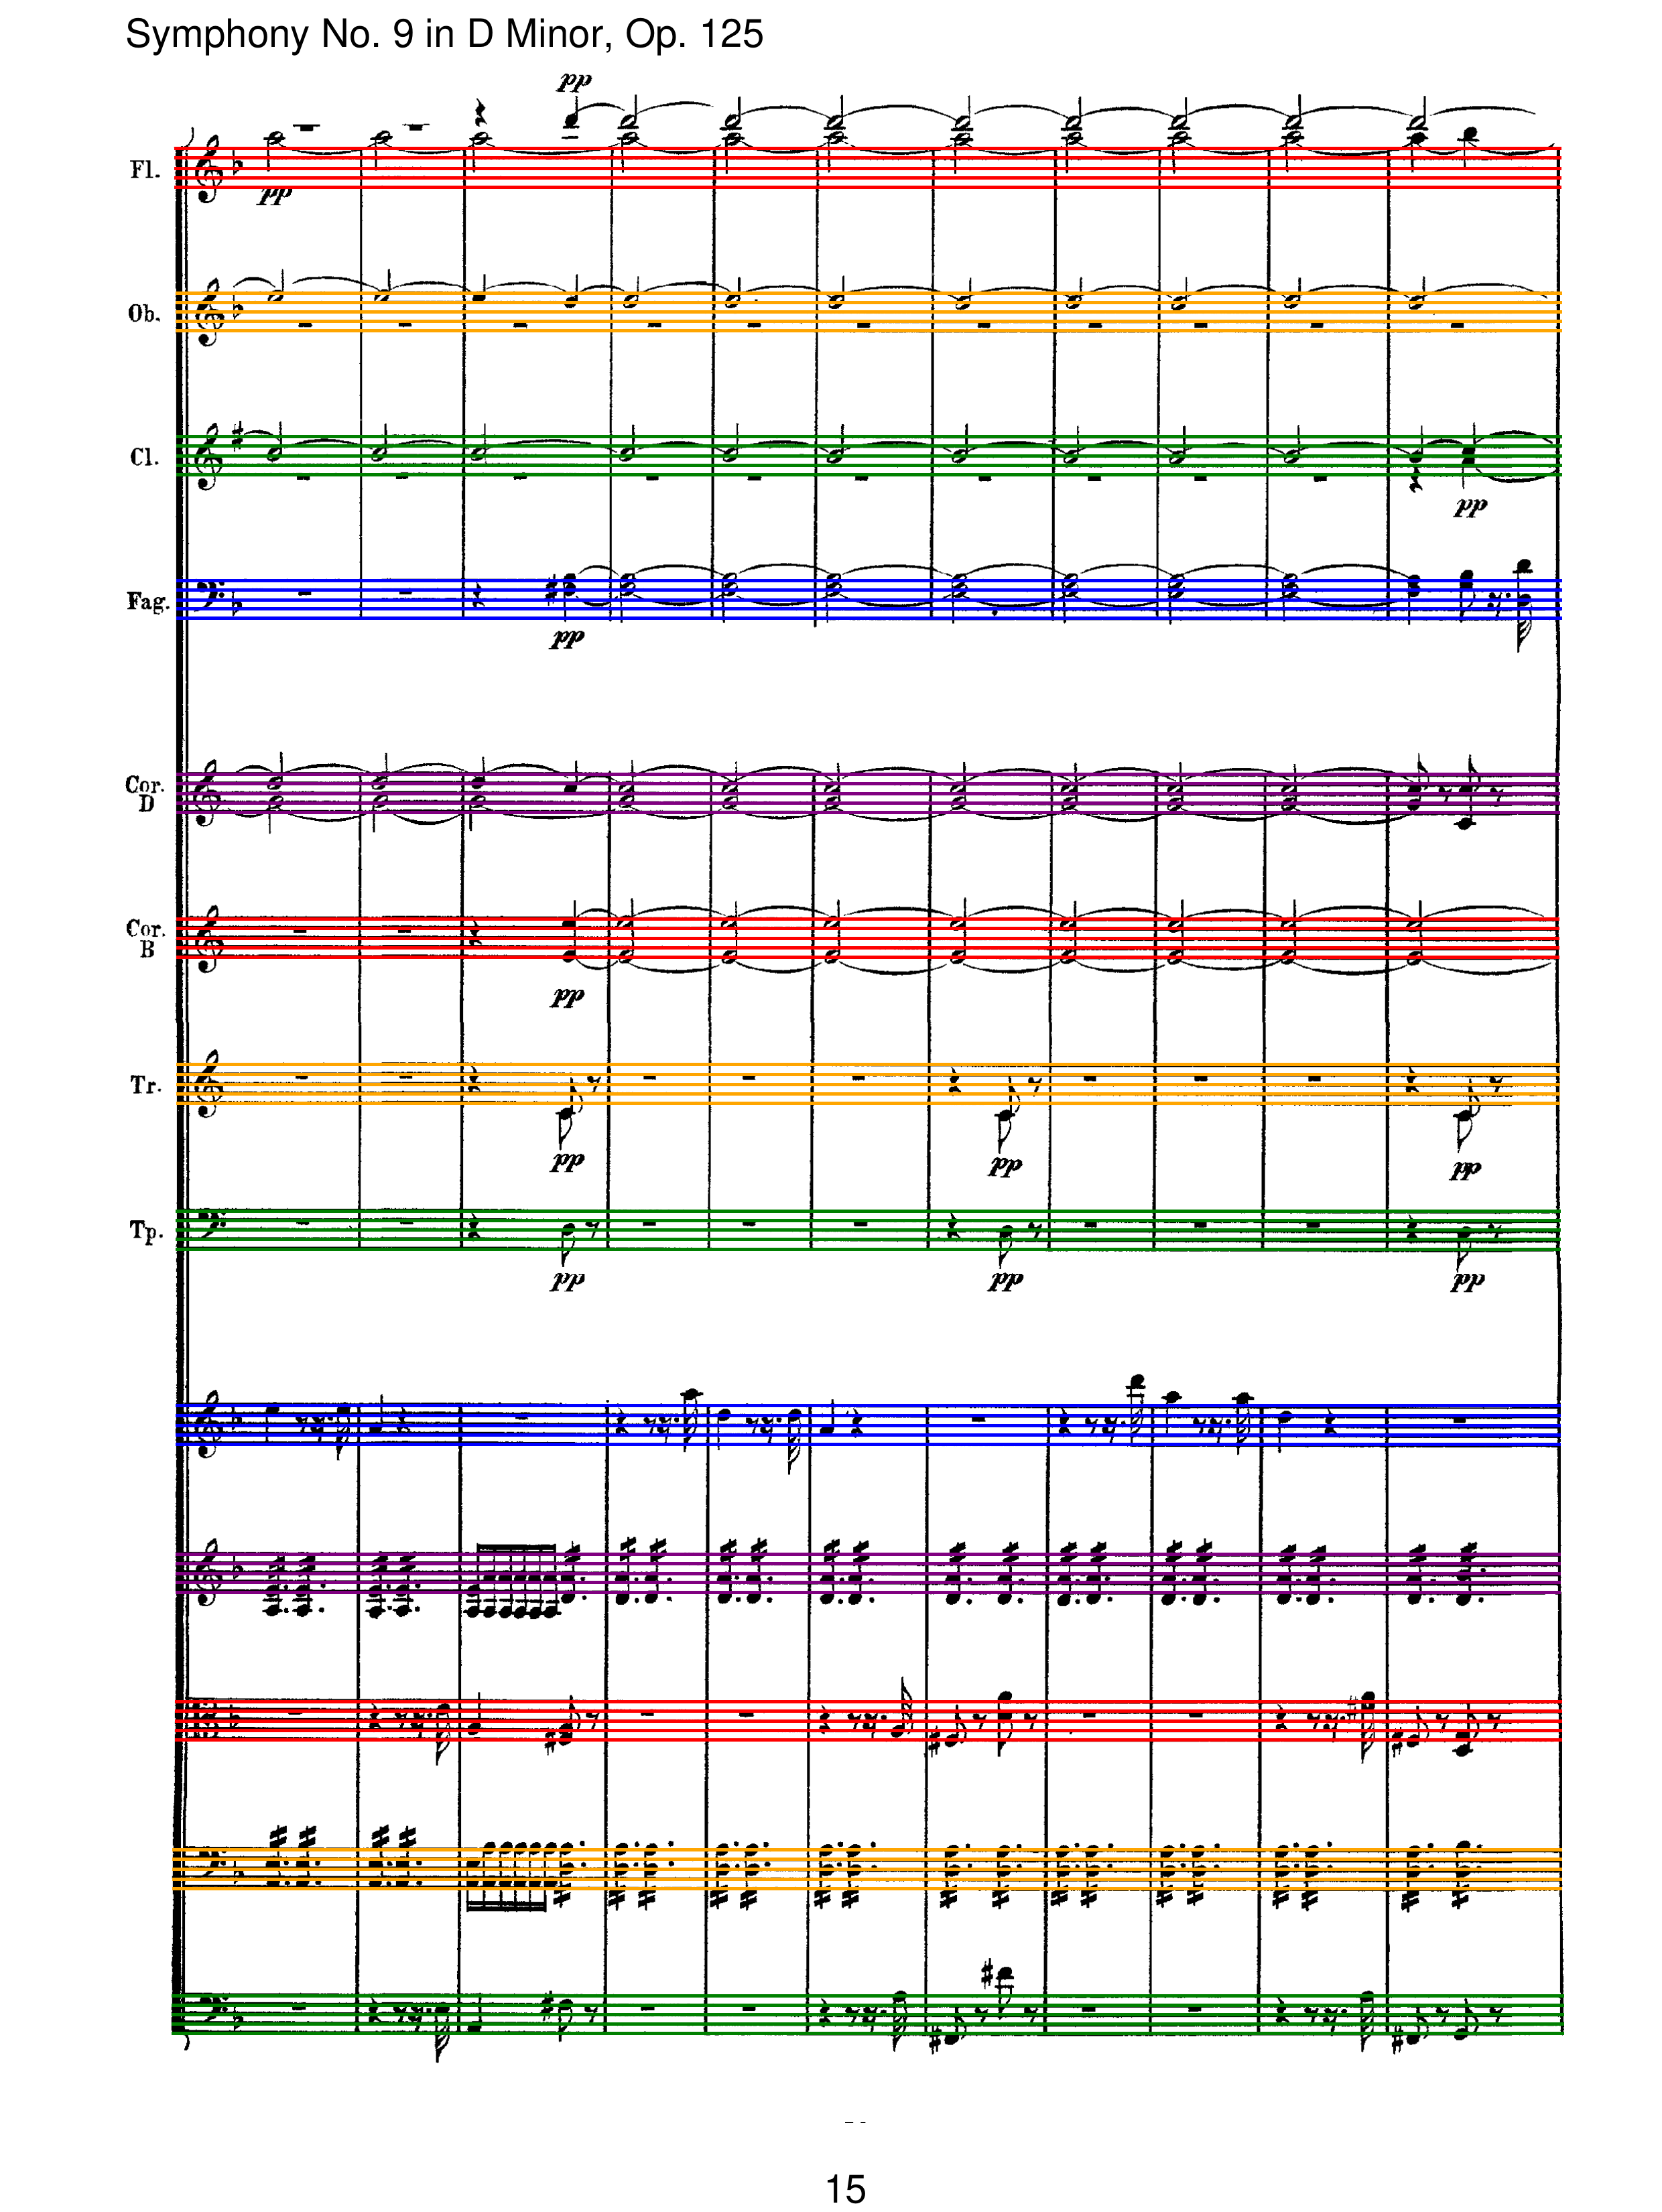 Symphony No. 9 in D Minor, Op. 125
pp
Fl.
pp
Ob.
Cl.
pp
Fag.
pp
Cor.
D
Cor.
B
pp
Tr.
pp pp pp
Tp.
pp pp pp
15